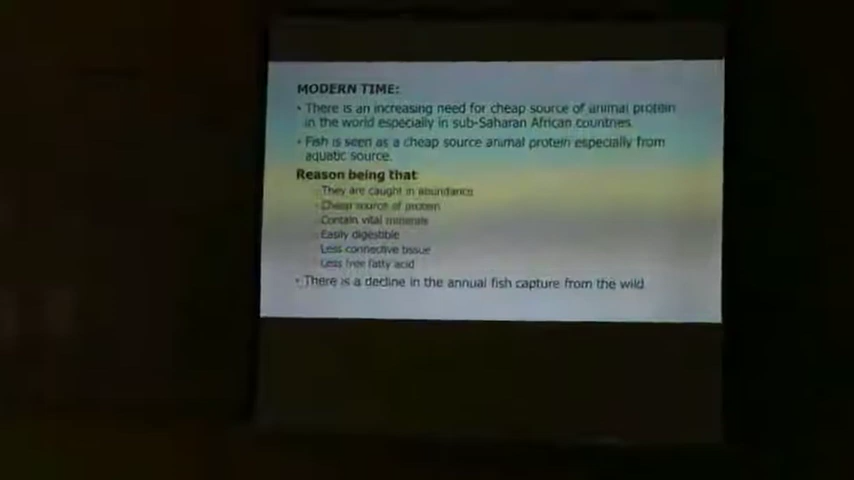 MODERN TIME:
• There is an increasing need for cheap source of animal protein
in the world especially in sub-Saharan African countries.
• Fish is seen as a cheap source animal protein especially from
aquatic source.
Reason being that
They are caught in abundance
Cheap source of protein
Contain vital minerals
Easily digestible
Less connective tissue
Less free fatty acid
• There is a decline in the annual fish capture from the wild